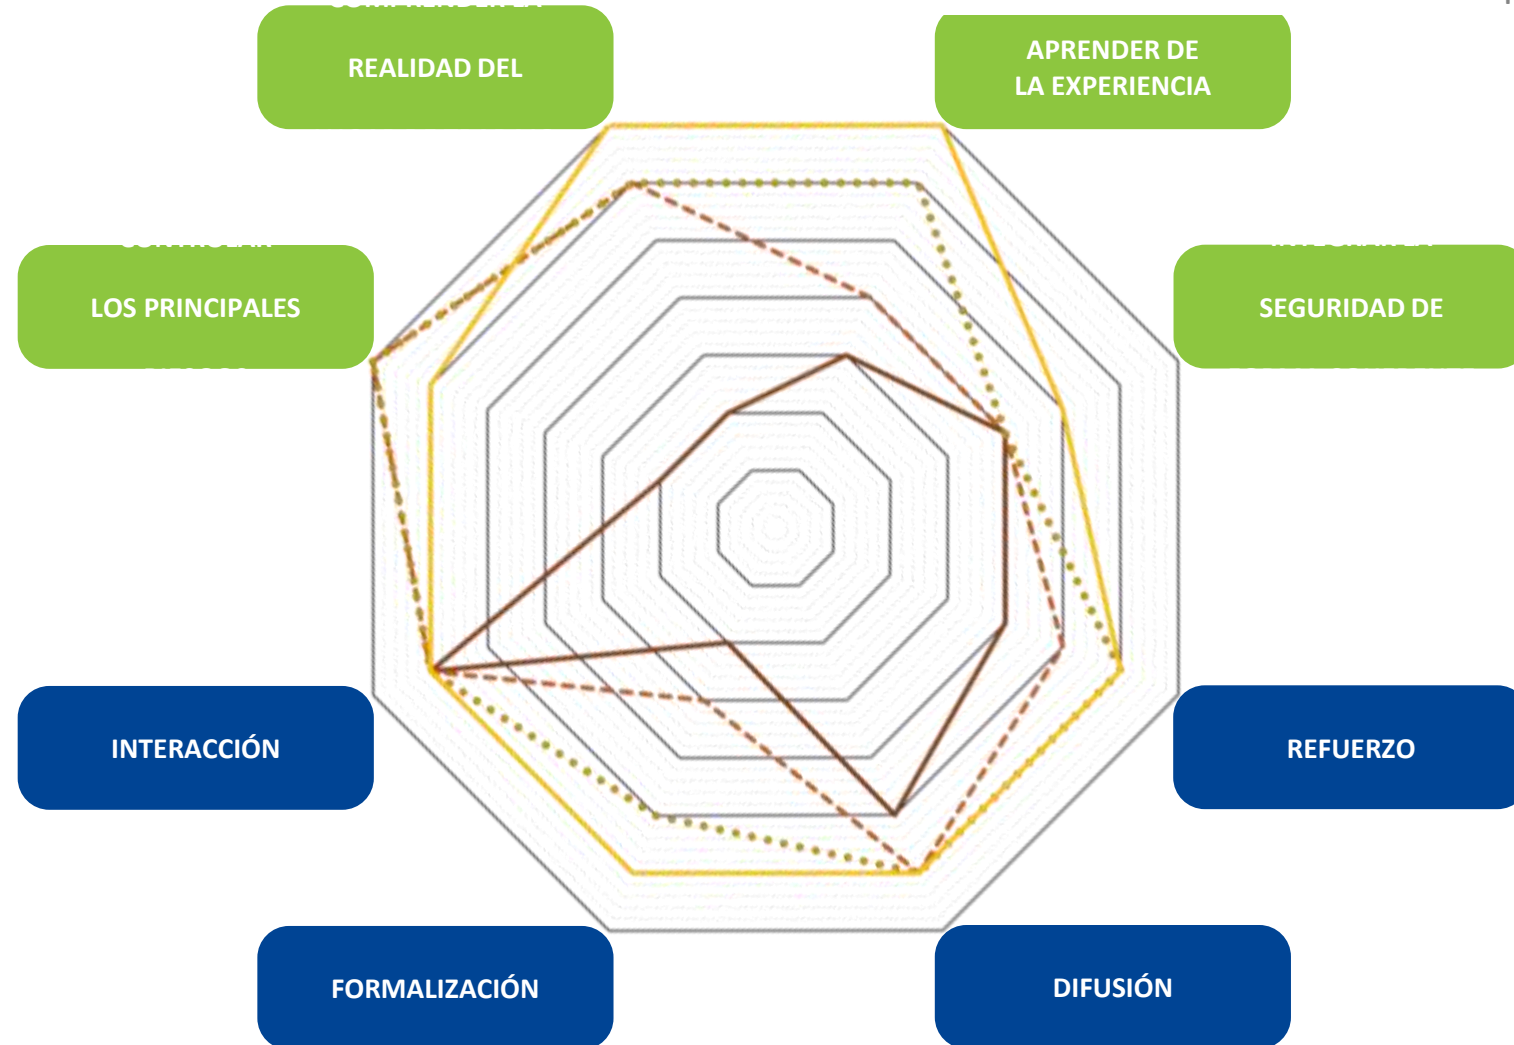 REALIDAD DEL
APRENDER DE
LA EXPERIENCIA
LOS PRINCIPALES
SEGURIDAD DE
INTERACCIÓN
REFUERZO
FORMALIZACIÓN
DIFUSIÓN